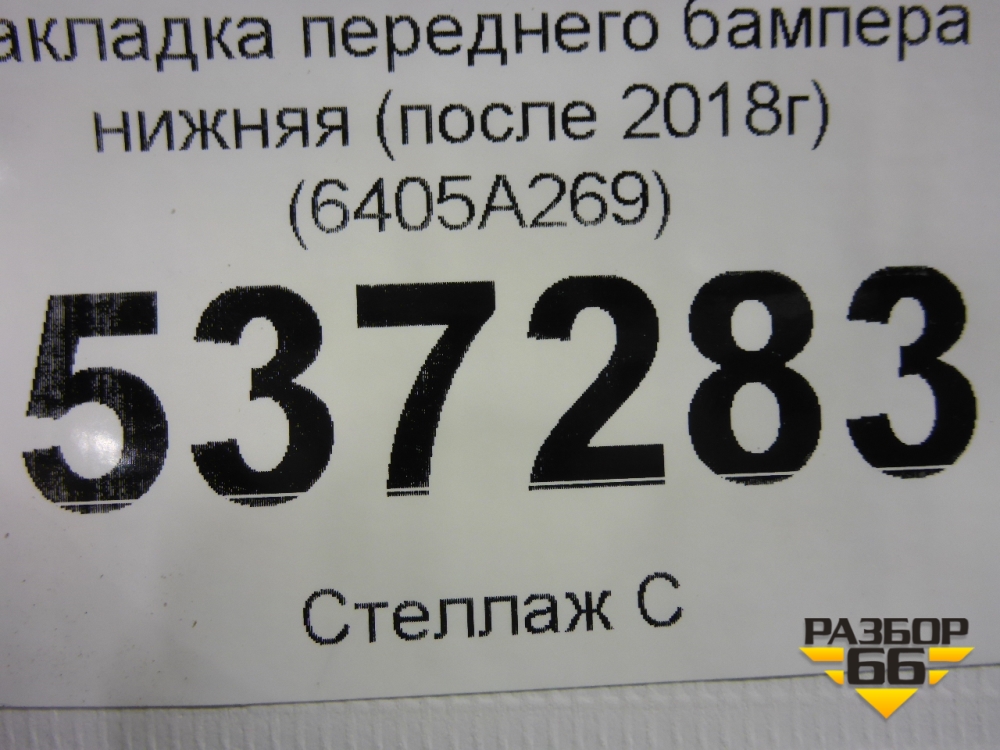 акладка переднего бампера
нижняя (после 2018г)
(6405A269)
537283
Стеллаж С
РАЗБОР
66